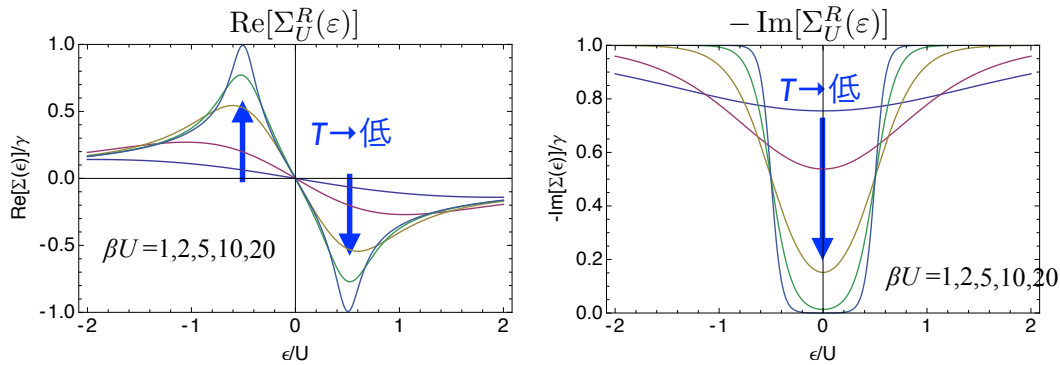 Re[Σ_U^R(ε)]
1.0
0.5
0.0
-0.5
-1.0
Re[Σ(ϵ)]/γ
T→低
βU=1,2,5,10,20
-2 -1 0 1 2
ϵ/U
− Im[Σ_U^R(ε)]
1.0
0.8
0.6
0.4
0.2
0.0
-Im[Σ(ϵ)]/γ
T→低
βU=1,2,5,10,20
-2 -1 0 1 2
ϵ/U